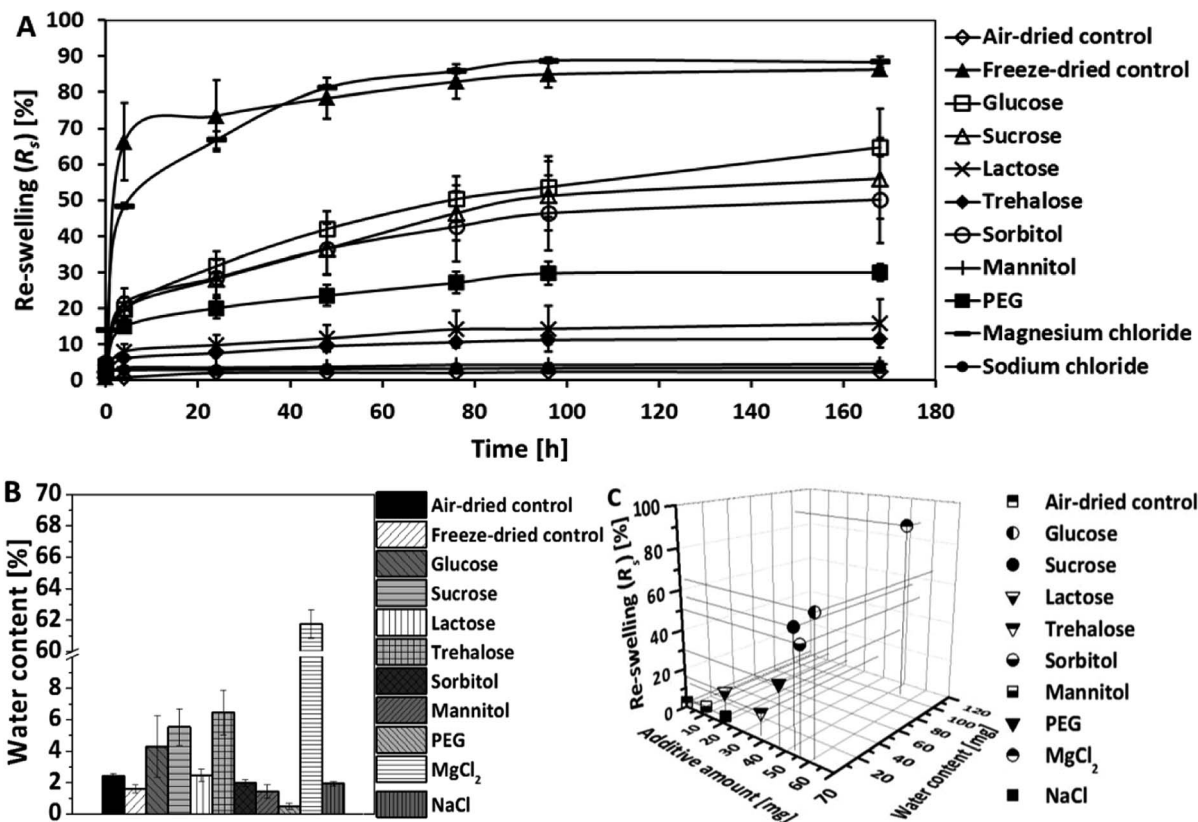 A
Re-swelling (Rs) [%]
100
90
80
70
60
50
40
30
20
10
0
0 20 40 60 80 100 120 140 160 180
Time [h]
Air-dried control
Freeze-dried control
Glucose
Sucrose
Lactose
Trehalose
Sorbitol
Mannitol
PEG
Magnesium chloride
Sodium chloride
B
Water content [%]
70
68
66
64
62
60
8
6
4
2
0
Air-dried control
Freeze-dried control
Glucose
Sucrose
Lactose
Trehalose
Sorbitol
Mannitol
PEG
MgCl₂
NaCl
C
Re-swelling (Rs) [%]
100
80
60
40
20
0
10 20 30 40 50 60 70
Additive amount [mg]
20 40 60 80 100 120
Water content [mg]
Air-dried control
Glucose
Sucrose
Lactose
Trehalose
Sorbitol
Mannitol
PEG
MgCl₂
NaCl